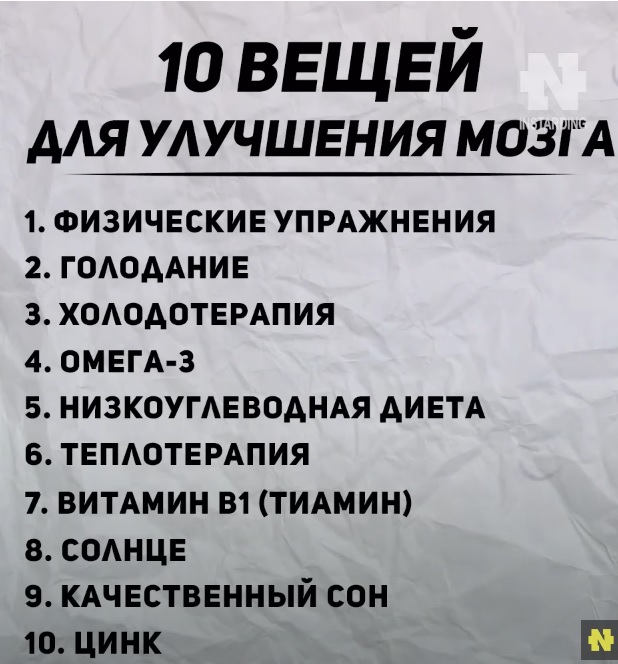 10 ВЕЩЕЙ
ДЛЯ УЛУЧШЕНИЯ МОЗГА
INSTARDING
1. ФИЗИЧЕСКИЕ УПРАЖНЕНИЯ
2. ГОЛОДАНИЕ
3. ХОЛОДОТЕРАПИЯ
4. ОМЕГА-3
5. НИЗКОУГЛЕВОДНАЯ ДИЕТА
6. ТЕПЛОТЕРАПИЯ
7. ВИТАМИН B1 (ТИАМИН)
8. СОЛНЦЕ
9. КАЧЕСТВЕННЫЙ СОН
10. ЦИНК